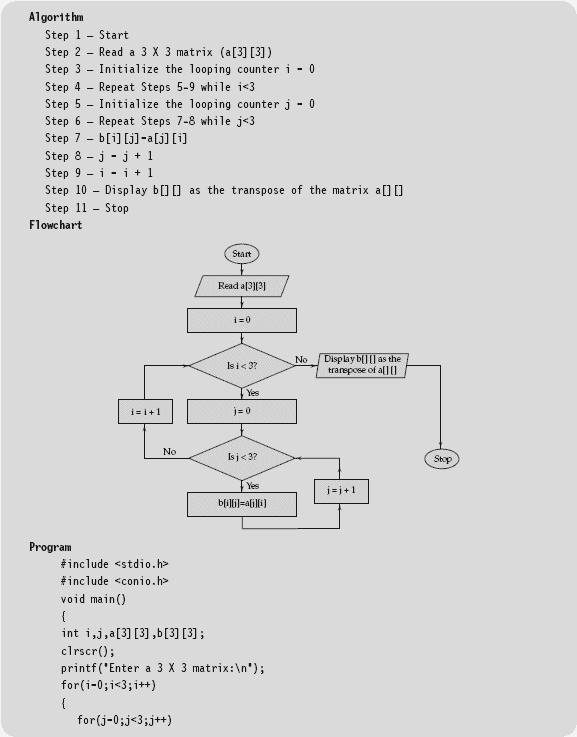 Algorithm
Step 1 – Start
Step 2 – Read a 3 X 3 matrix (a[3][3])
Step 3 – Initialize the looping counter i = 0
Step 4 – Repeat Steps 5-9 while i<3
Step 5 – Initialize the looping counter j = 0
Step 6 – Repeat Steps 7-8 while j<3
Step 7 – b[i][j]=a[j][i]
Step 8 – j = j + 1
Step 9 – i = i + 1
Step 10 – Display b[][] as the transpose of the matrix a[][]
Step 11 – Stop
Flowchart
Start
Read a[3][3]
i = 0
Is i < 3?
No
Display b[][] as the
transpose of a[][]
Yes
i = i + 1
j = 0
No
Is j < 3?
Stop
Yes
j = j + 1
b[i][j]=a[j][i]
Program
#include <stdio.h>
#include <conio.h>
void main()
{
int i,j,a[3][3],b[3][3];
clrscr();
printf("Enter a 3 X 3 matrix:\n");
for(i=0;i<3;i++)
{
for(j=0;j<3;j++)